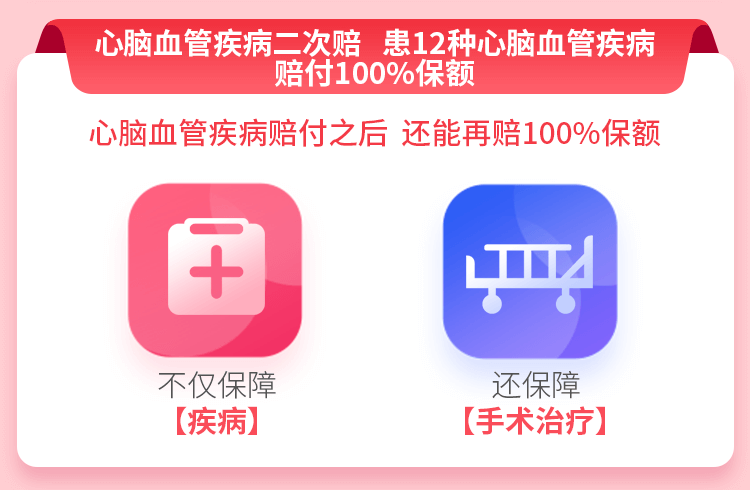 心脑血管疾病二次赔 患12种心脑血管疾病
赔付100%保额
心脑血管疾病赔付之后 还能再赔100%保额
不仅保障
【疾病】
还保障
【手术治疗】